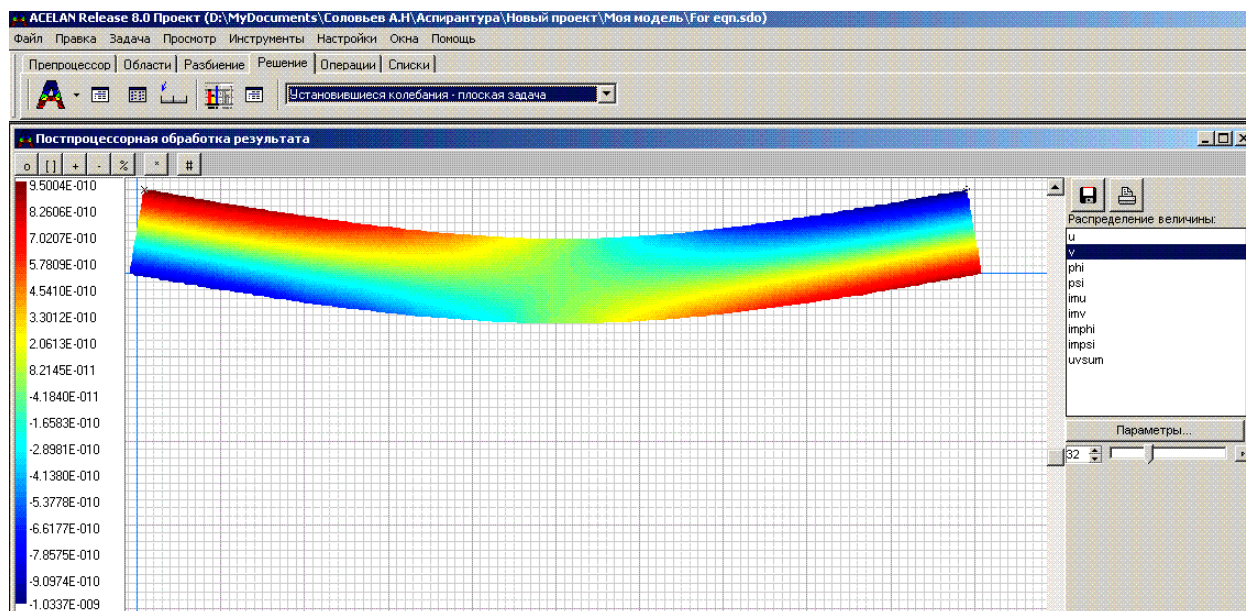 ACELAN Release 8.0 Проект (D:\MyDocuments\Соловьев А.Н\Аспирантура\Новый проект\Моя модель\For eqn.sdo)
Файл Правка Задача Просмотр Инструменты Настройки Окна Помощь
Препроцессор Области Разбиение Решение Операции Списки
Установившиеся колебания - плоская задача
Постпроцессорная обработка результата
o [ ] + - % * #
9.5004E-010
8.2606E-010
7.0207E-010
5.7809E-010
4.5410E-010
3.3012E-010
2.0613E-010
8.2145E-011
-4.1840E-011
-1.6583E-010
-2.8981E-010
-4.1380E-010
-5.3778E-010
-6.6177E-010
-7.8575E-010
-9.0974E-010
-1.0337E-009
Распределение величины:
u
v
phi
psi
imu
imv
imphi
impsi
uvsum
Параметры...
32